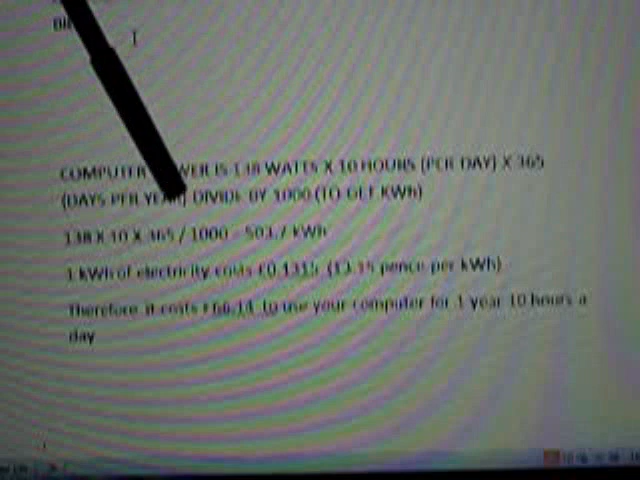 COMPUTER WER IS 138 WATTS X 10 HOURS (PER DAY) X 365
(DAYS PER YEAR) DIVIDE BY 1000 (TO GET KWh)
138 X 10 X 365 / 1000 = 503.7 kWh
1 kWh of electricity costs £0.1315 (13.15 pence per kWh)
Therefore it costs £66.14 to use your computer for 1 year 10 hours a
day